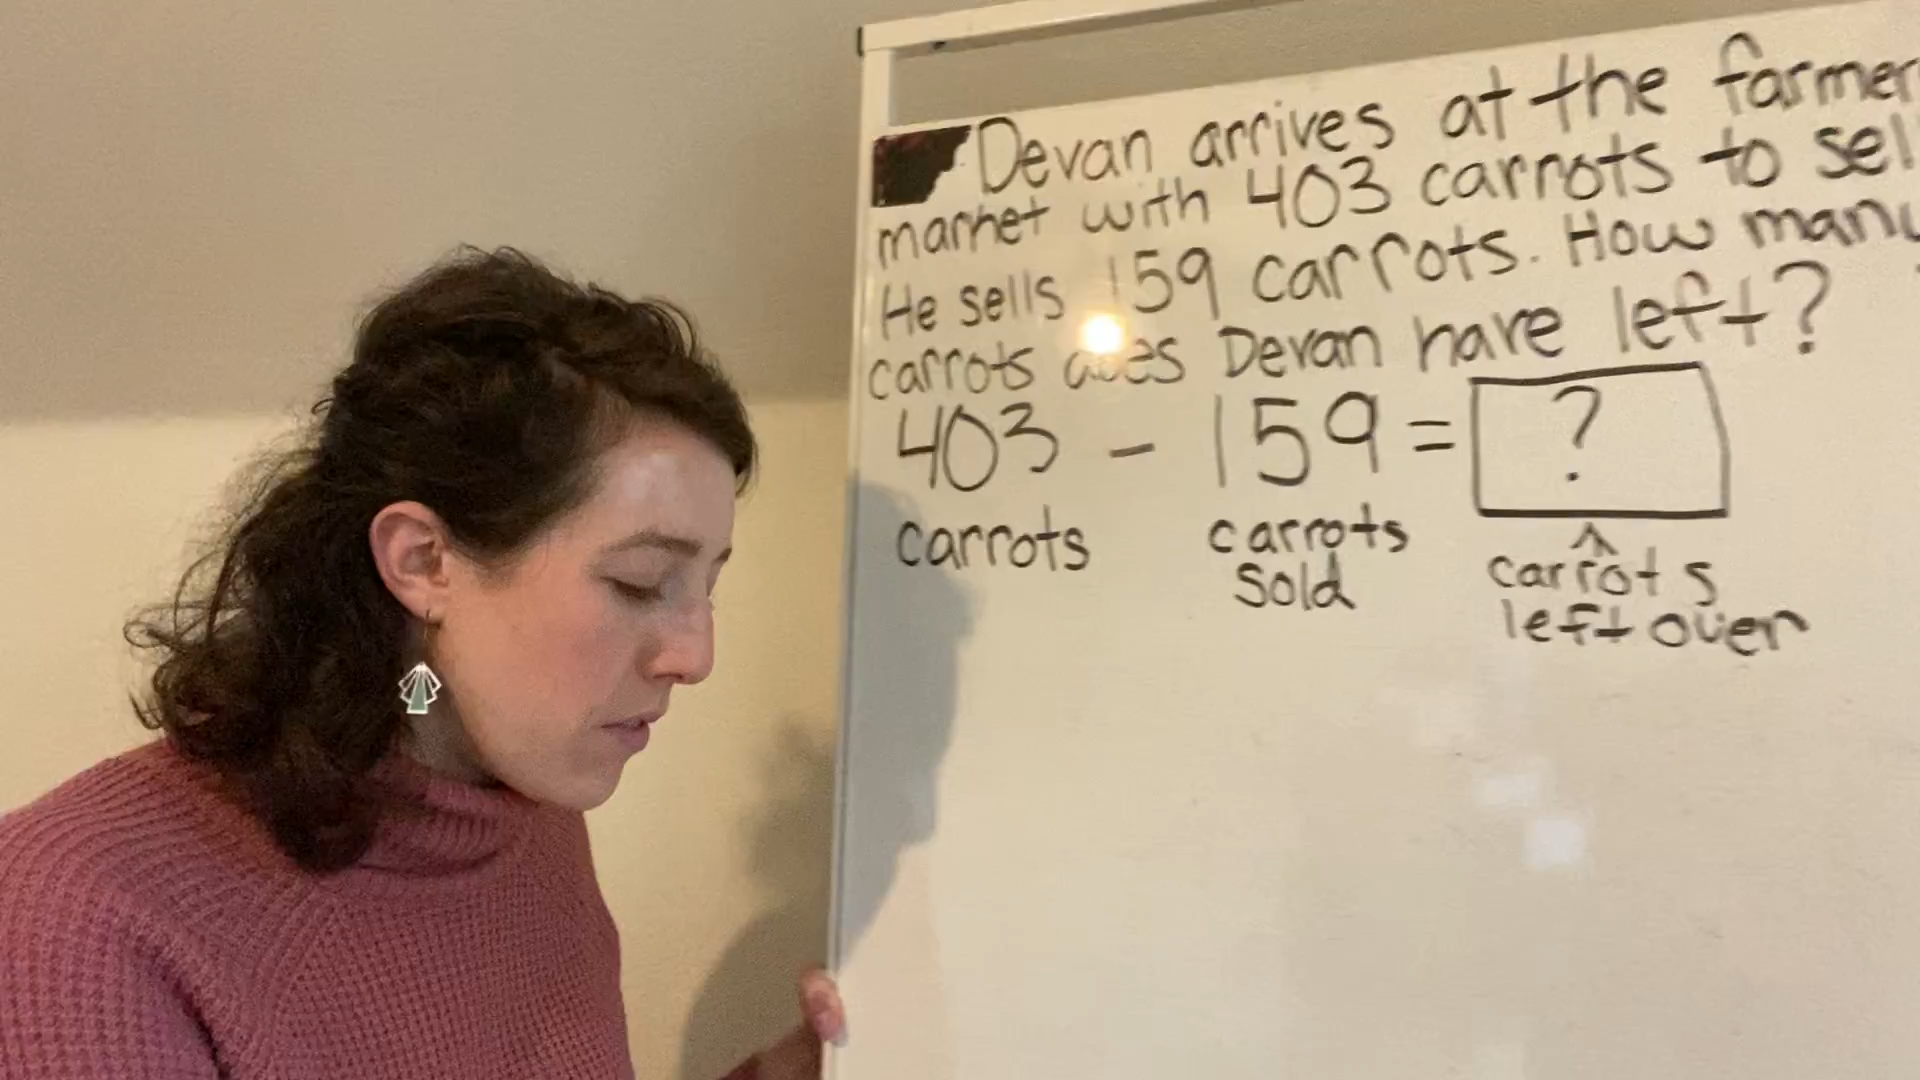 Devan arrives at the farmer
market with 403 carrots to sell
He sells 159 carrots. How many
carrots does Devan have left?
403 - 159 = ?
carrots carrots sold carrots left over